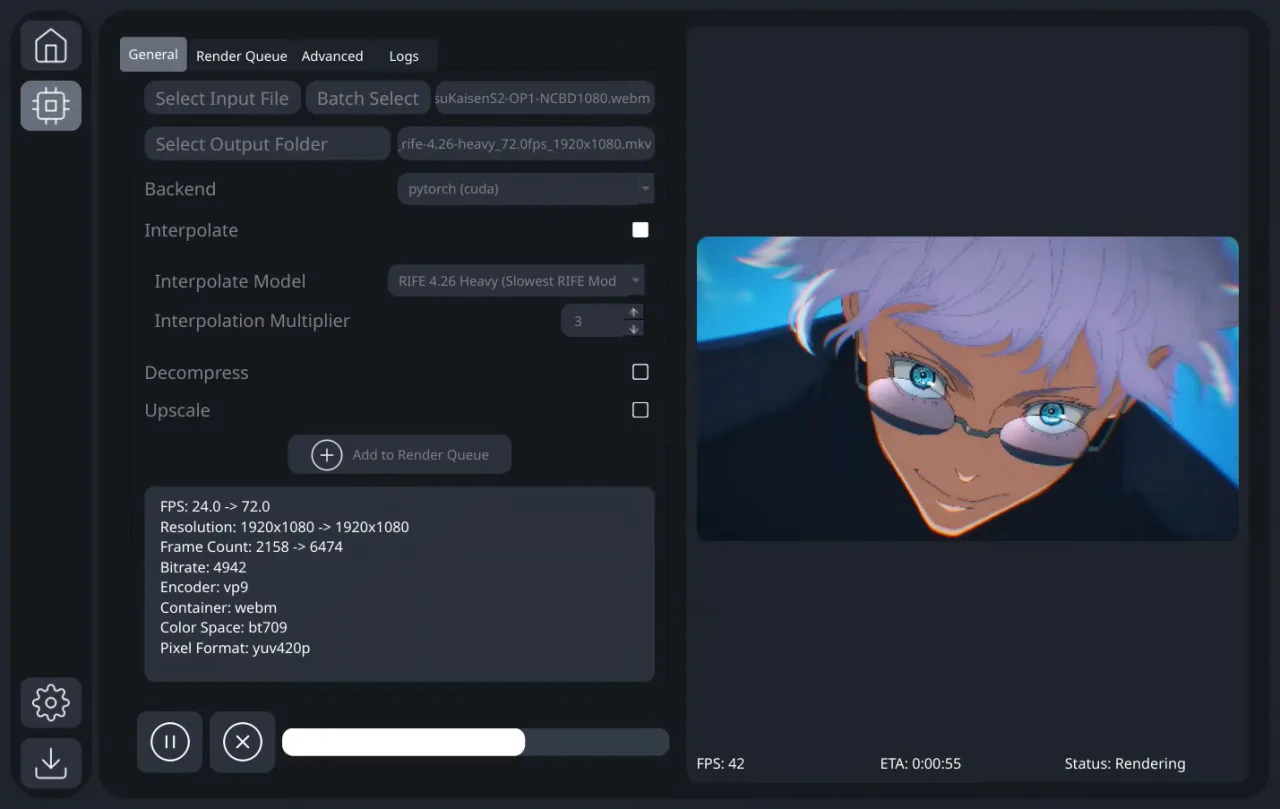 General Render Queue Advanced Logs
Select Input File Batch Select suKaisenS2-OP1-NCBD1080.webm
Select Output Folder _rife-4.26-heavy_72.0fps_1920x1080.mkv
Backend pytorch (cuda)
Interpolate
Interpolate Model RIFE 4.26 Heavy (Slowest RIFE Mod
Interpolation Multiplier 3
Decompress
Upscale
Add to Render Queue
FPS: 24.0 -> 72.0
Resolution: 1920x1080 -> 1920x1080
Frame Count: 2158 -> 6474
Bitrate: 4942
Encoder: vp9
Container: webm
Color Space: bt709
Pixel Format: yuv420p
FPS: 42 ETA: 0:00:55 Status: Rendering